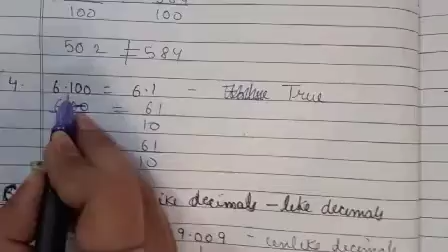 100 100
502 ≠ 584
4. 6.100 = 6.1 - True
= 61
10
61
10
decimals - like decimals
9.009 - unlike decimals